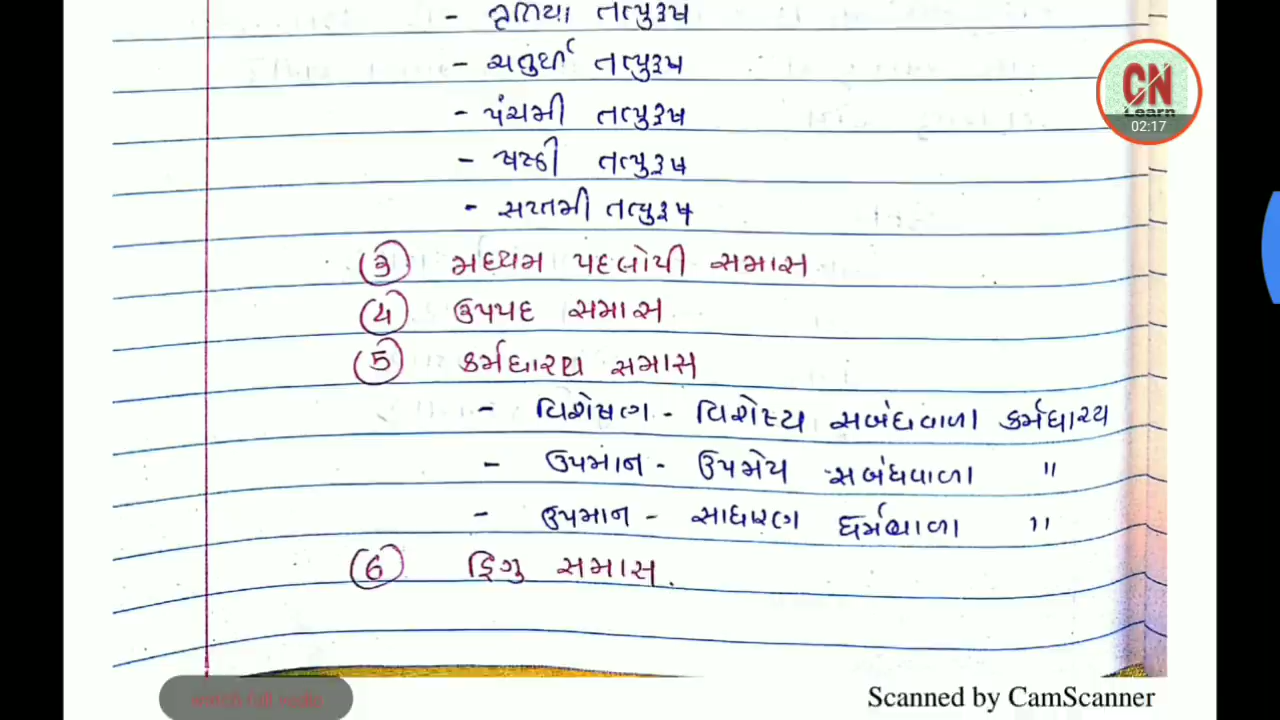 - તૃતિયા તત્પુરૂષ
- ચતુર્થી તત્પુરૂષ
- પંચમી તત્પુરૂષ
- ષષ્ઠી તત્પુરૂષ
- સપ્તમી તત્પુરૂષ
CN
Learn
02:17
③ મધ્યમ પદલોપી સમાસ
④ ઉપપદ સમાસ
⑤ કર્મધારય સમાસ
- વિશેષણ - વિશેષ્ય સબંધવાળા કર્મધારય
- ઉપમાન - ઉપમેય સબંધવાળા "
- ઉપમાન - સાધારણ ધર્મવાળા "
⑥ દ્વિગુ સમાસ.
Scanned by CamScanner